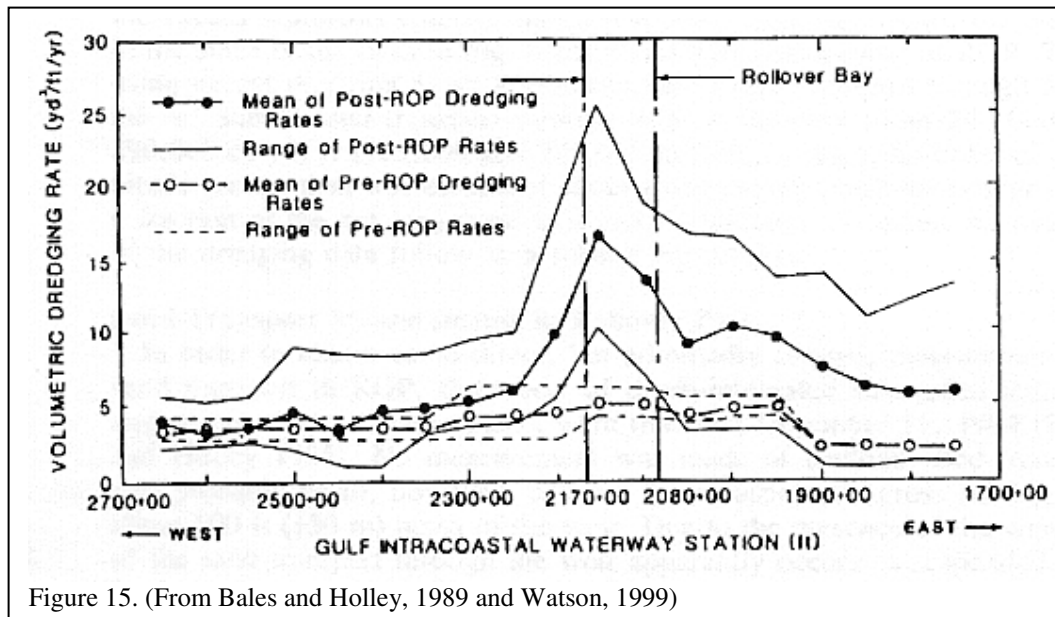 VOLUMETRIC DREDGING RATE (yd³/ft/yr)
30
25
20
15
10
5
0
Rollover Bay
Mean of Post-ROP Dredging
Rates
Range of Post-ROP Rates
Mean of Pre-ROP Dredging
Rates
Range of Pre-ROP Rates
2700+00
2500+00
2300+00
2170+00
2080+00
1900+00
1700+00
WEST
EAST
GULF INTRACOASTAL WATERWAY STATION (ft)
Figure 15. (From Bales and Holley, 1989 and Watson, 1999)